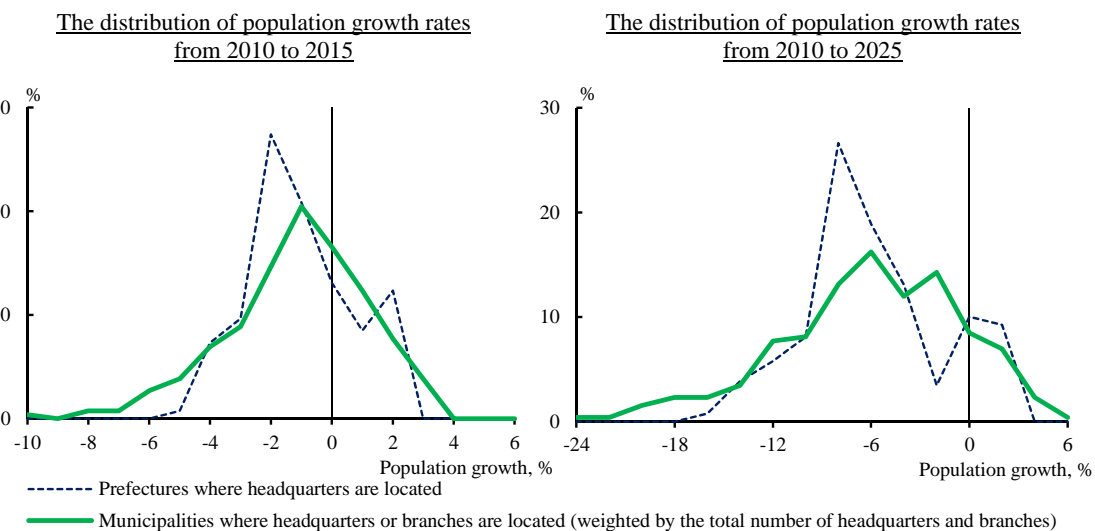 The distribution of population growth rates
from 2010 to 2015
The distribution of population growth rates
from 2010 to 2025
%
0
0
0
0
-10 -8 -6 -4 -2 0 2 4 6
Population growth, %
%
30
20
10
0
-24 -18 -12 -6 0 6
Population growth, %
Prefectures where headquarters are located
Municipalities where headquarters or branches are located (weighted by the total number of headquarters and branches)